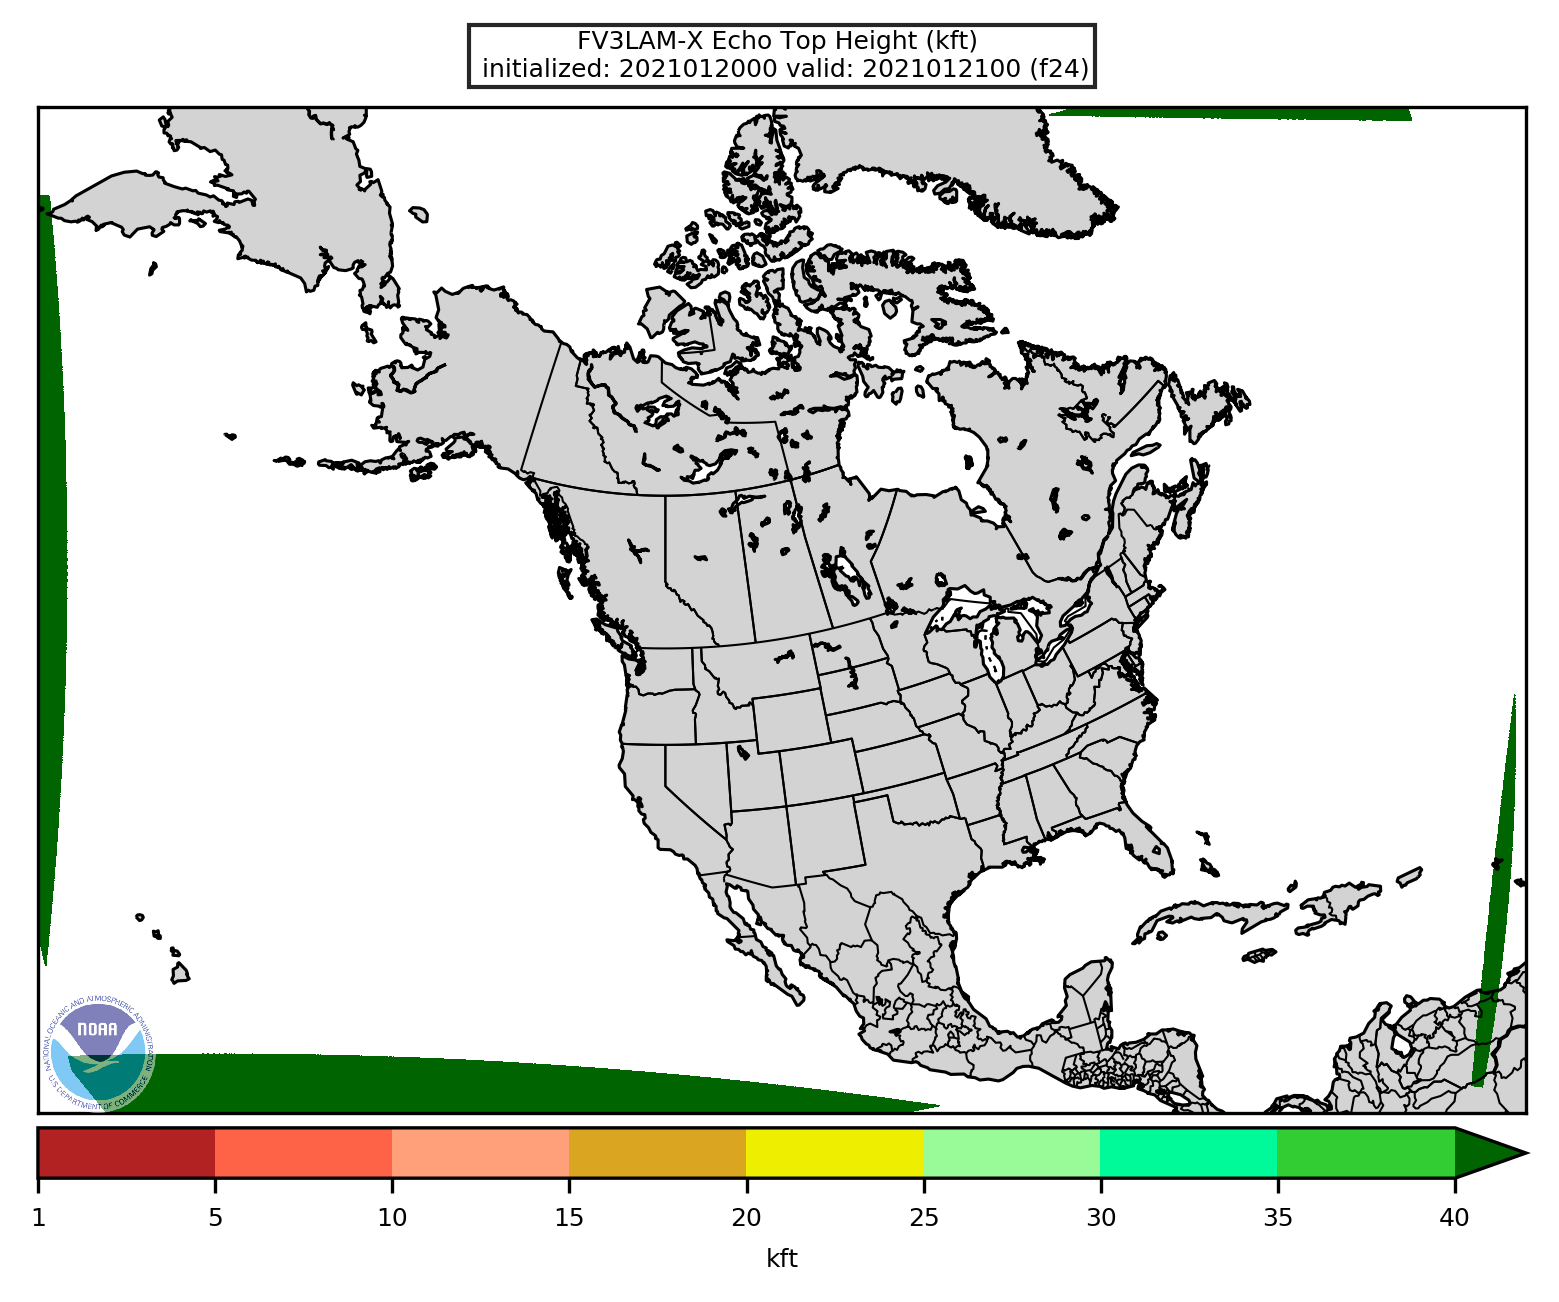 FV3LAM-X Echo Top Height (kft)
initialized: 2021012000 valid: 2021012100 (f24)
NATIONAL OCEANIC AND ATMOSPHERIC ADMINISTRATION
NOAA
U.S. DEPARTMENT OF COMMERCE
1 5 10 15 20 25 30 35 40
kft